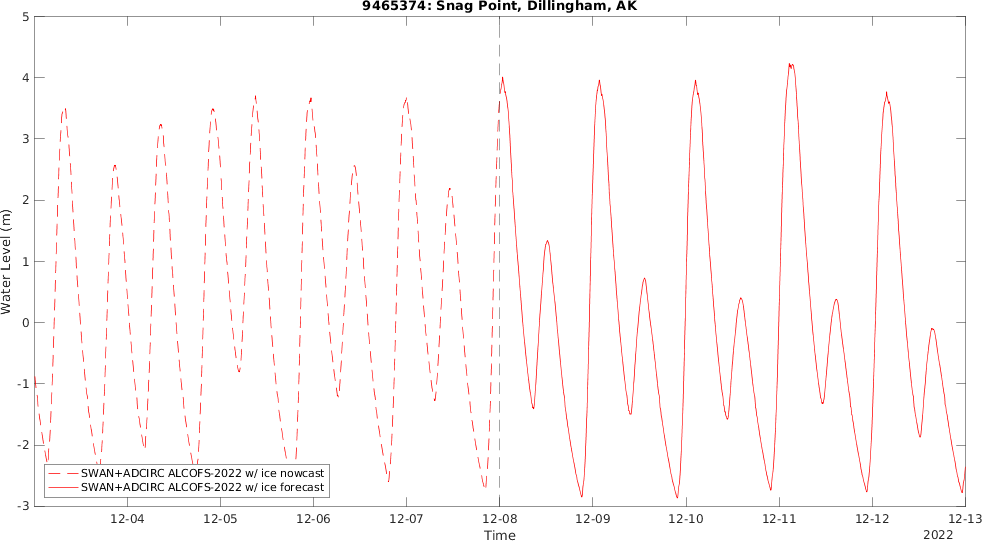 9465374: Snag Point, Dillingham, AK
Water Level (m)
5
4
3
2
1
0
-1
-2
-3
SWAN+ADCIRC ALCOFS-2022 w/ ice nowcast
SWAN+ADCIRC ALCOFS-2022 w/ ice forecast
12-04 12-05 12-06 12-07 12-08 12-09 12-10 12-11 12-12 12-13
Time
2022